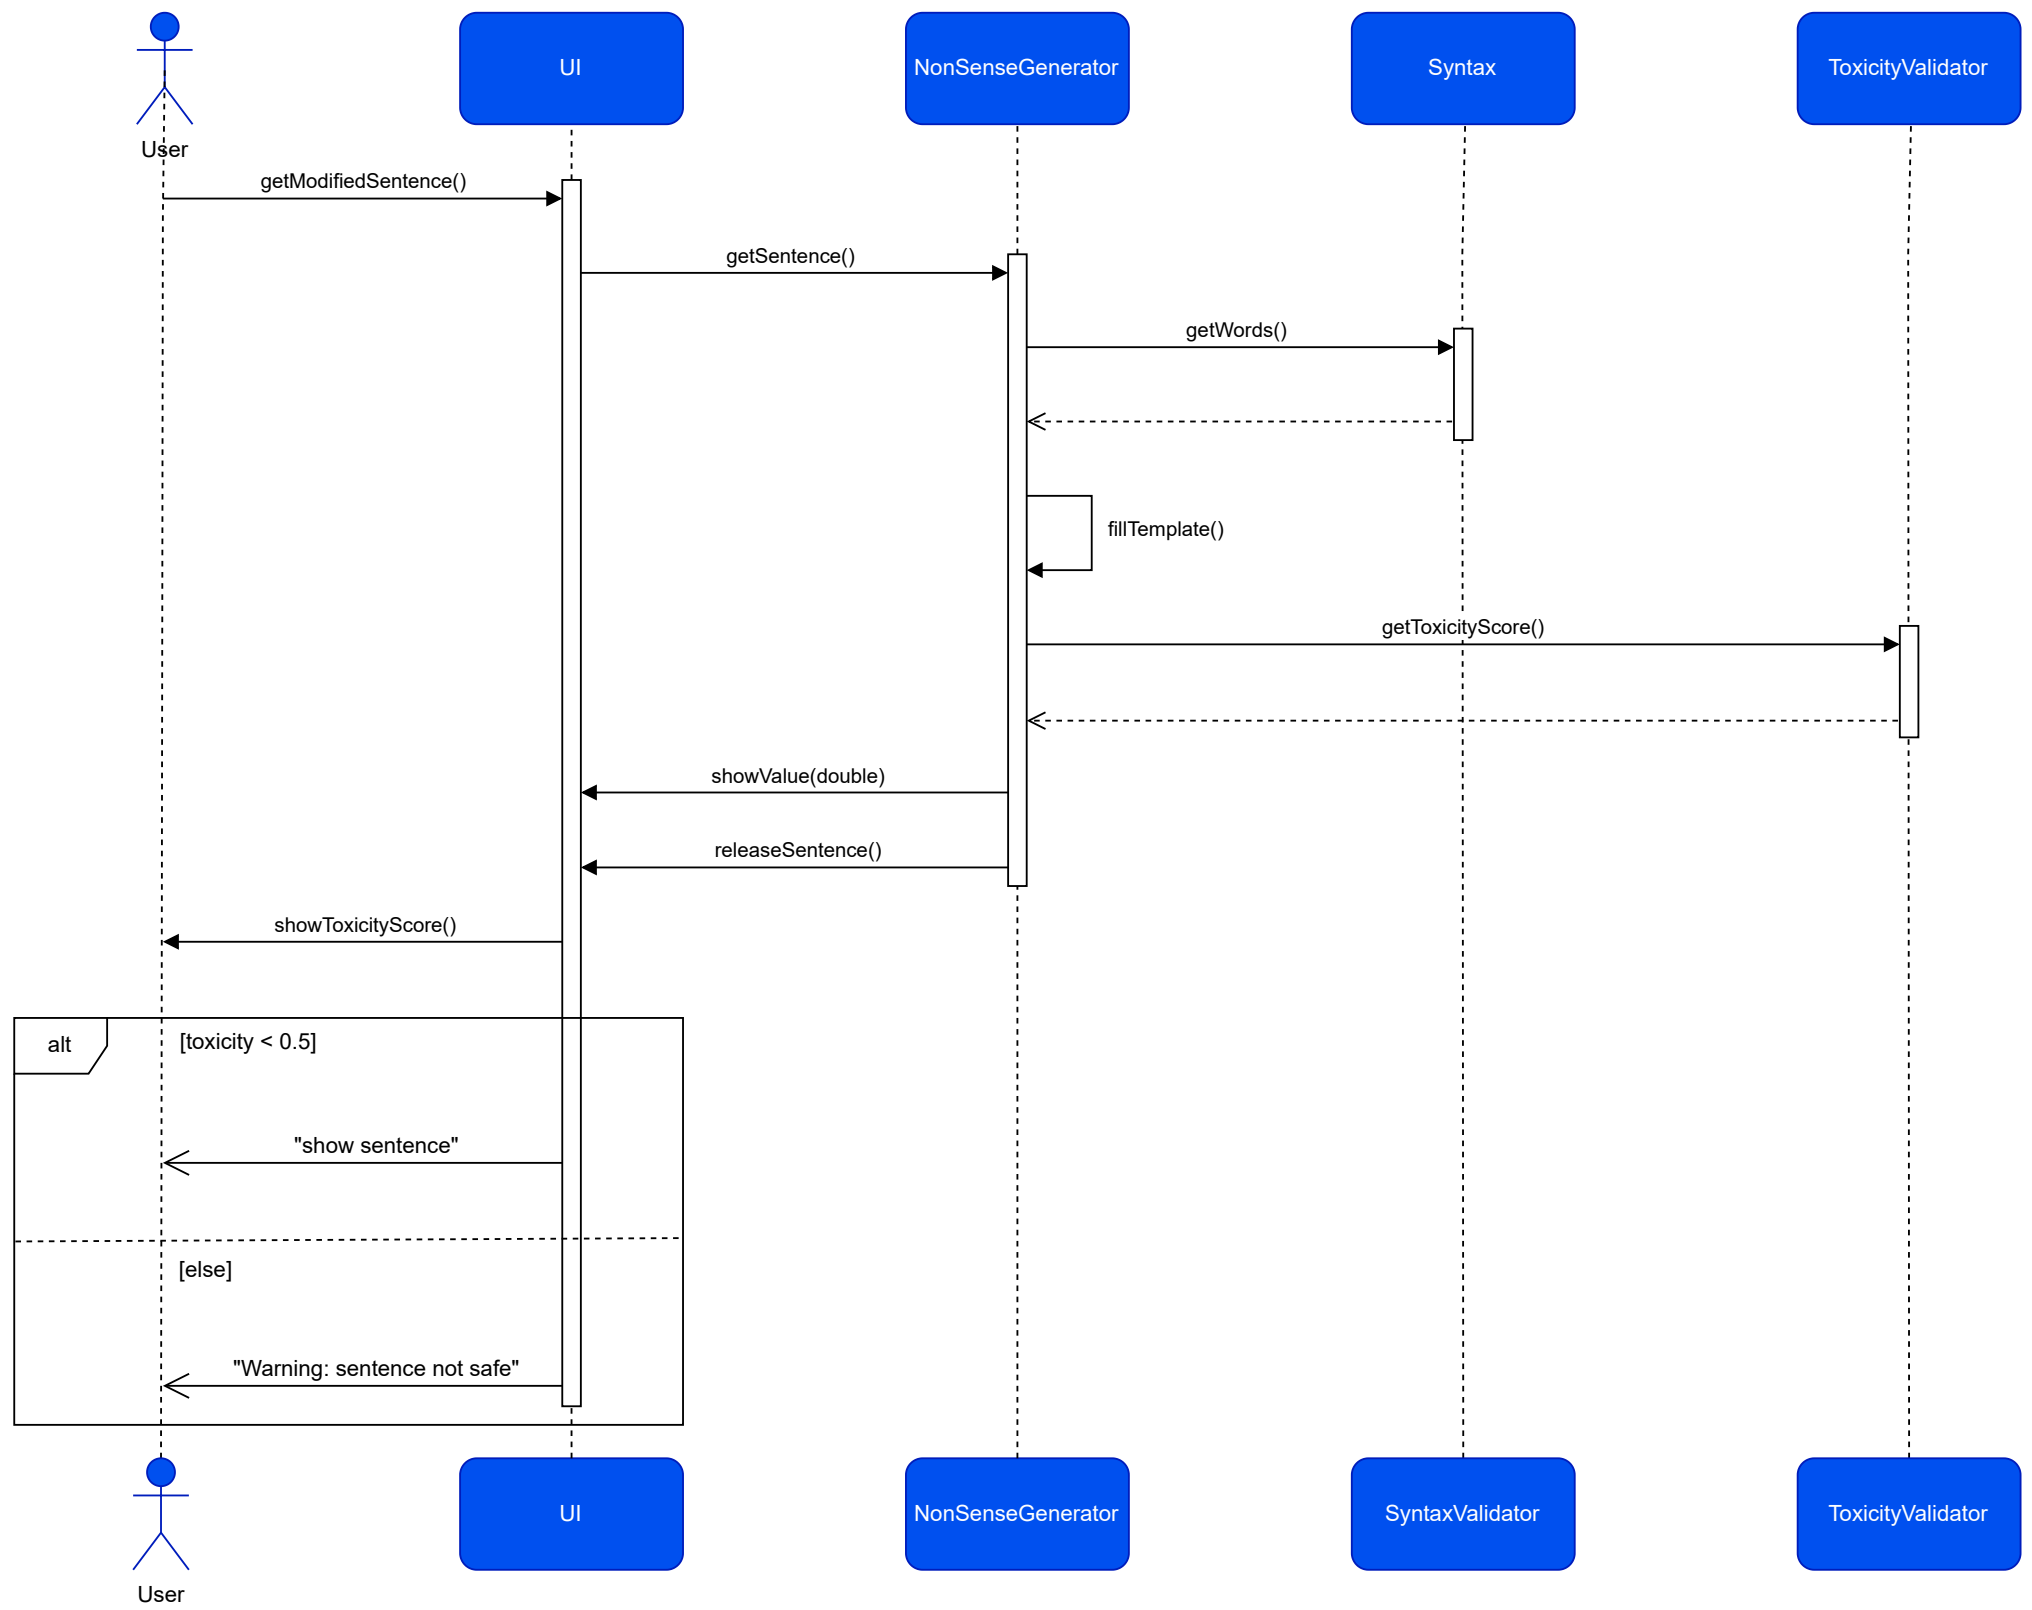 UI
NonSenseGenerator
Syntax
ToxicityValidator
User
getModifiedSentence()
getSentence()
getWords()
fillTemplate()
getToxicityScore()
showValue(double)
releaseSentence()
showToxicityScore()
alt
[toxicity < 0.5]
"show sentence"
[else]
"Warning: sentence not safe"
UI
NonSenseGenerator
SyntaxValidator
ToxicityValidator
User